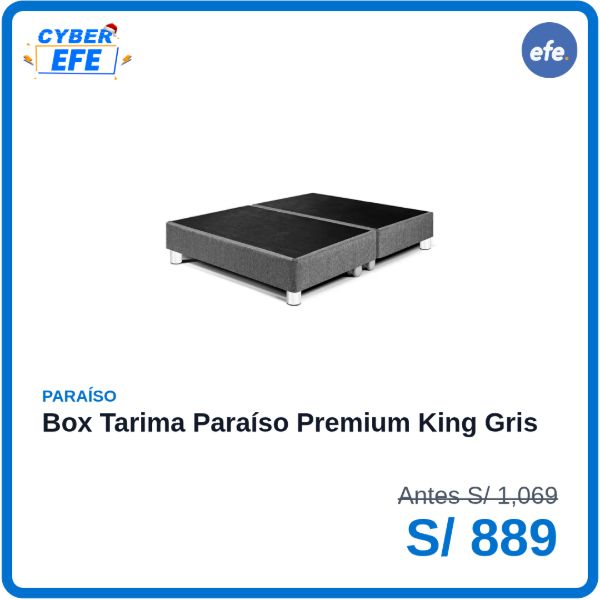 CYBER
EFE
efe.
PARAÍSO
Box Tarima Paraíso Premium King Gris
Antes S/ 1,069
S/ 889